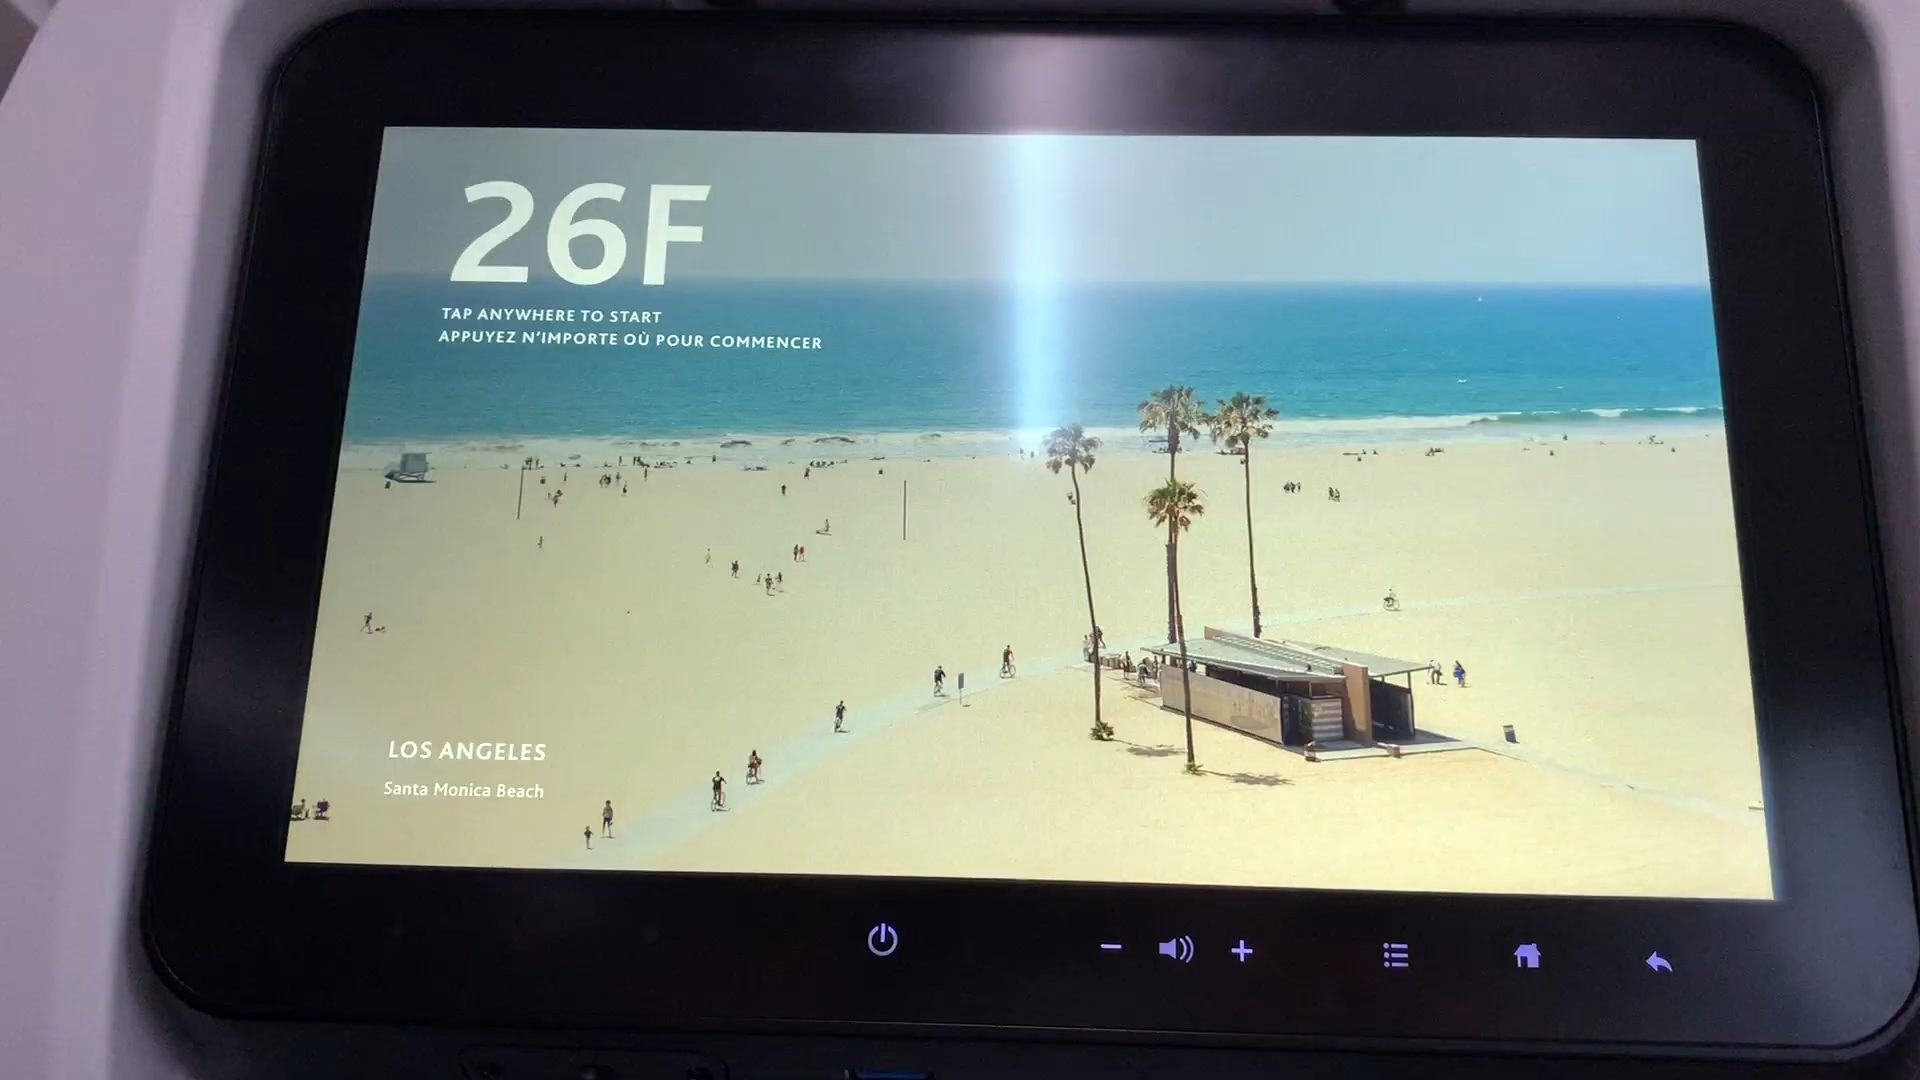 26F
TAP ANYWHERE TO START
APPUYEZ N'IMPORTE OÙ POUR COMMENCER
LOS ANGELES
Santa Monica Beach